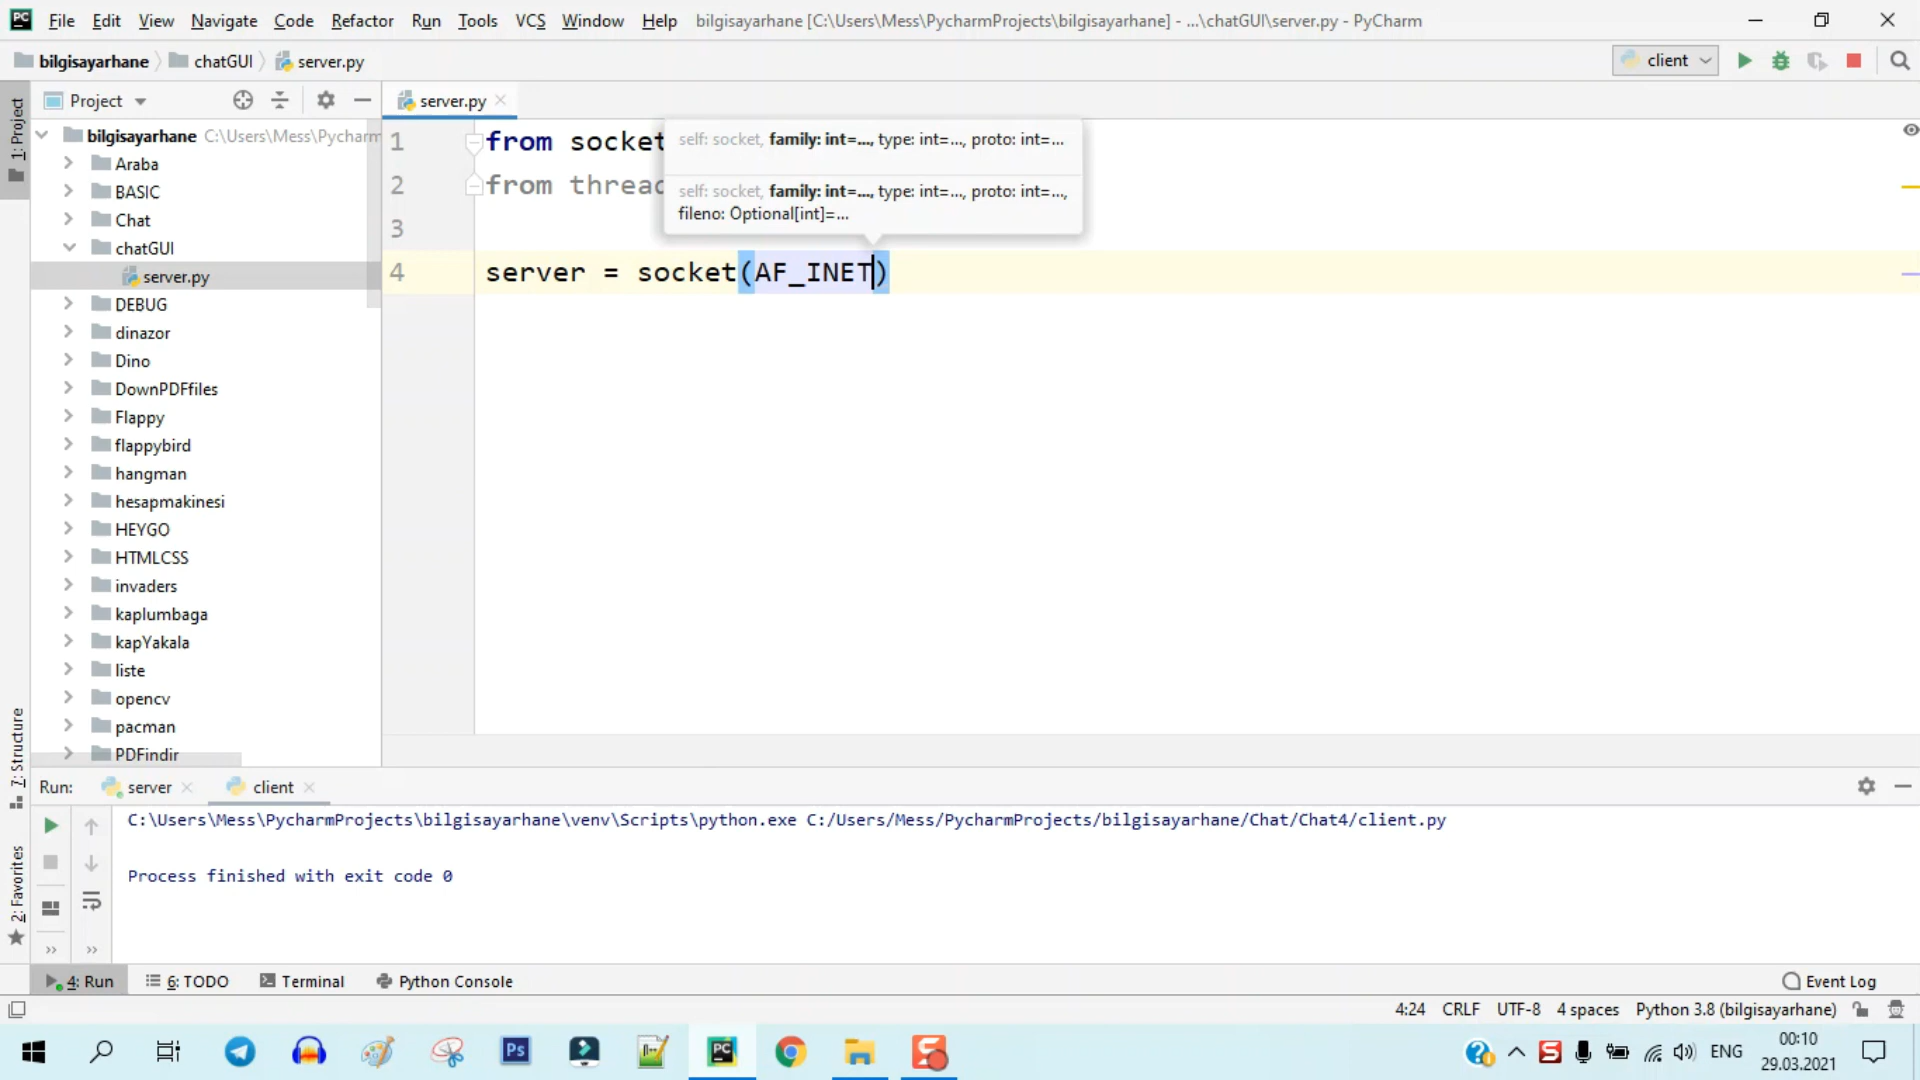 PC File Edit View Navigate Code Refactor Run Tools VCS Window Help bilgisayarhane [C:\Users\Mess\PycharmProjects\bilgisayarhane] - ...\chatGUI\server.py - PyCharm
bilgisayarhane chatGUI server.py client
1: Project
Project
server.py
bilgisayarhane C:\Users\Mess\Pycharm
Araba
BASIC
Chat
chatGUI
server.py
DEBUG
dinazor
Dino
DownPDFfiles
Flappy
flappybird
hangman
hesapmakinesi
HEYGO
HTMLCSS
invaders
kaplumbaga
kapYakala
liste
opencv
pacman
PDFindir
1 from socket
2 from
3
4 server = socket(AF_INET)
self: socket, family: int=..., type: int=..., proto: int=...
self: socket, family: int=..., type: int=..., proto: int=...,
fileno: Optional[int]=...
7: Structure
2: Favorites
Run: server client
C:\Users\Mess\PycharmProjects\bilgisayarhane\venv\Scripts\python.exe C:/Users/Mess/PycharmProjects/bilgisayarhane/Chat/Chat4/client.py
Process finished with exit code 0
4: Run 6: TODO Terminal Python Console Event Log
4:24 CRLF UTF-8 4 spaces Python 3.8 (bilgisayarhane)
Ps PC ENG 00:10
29.03.2021